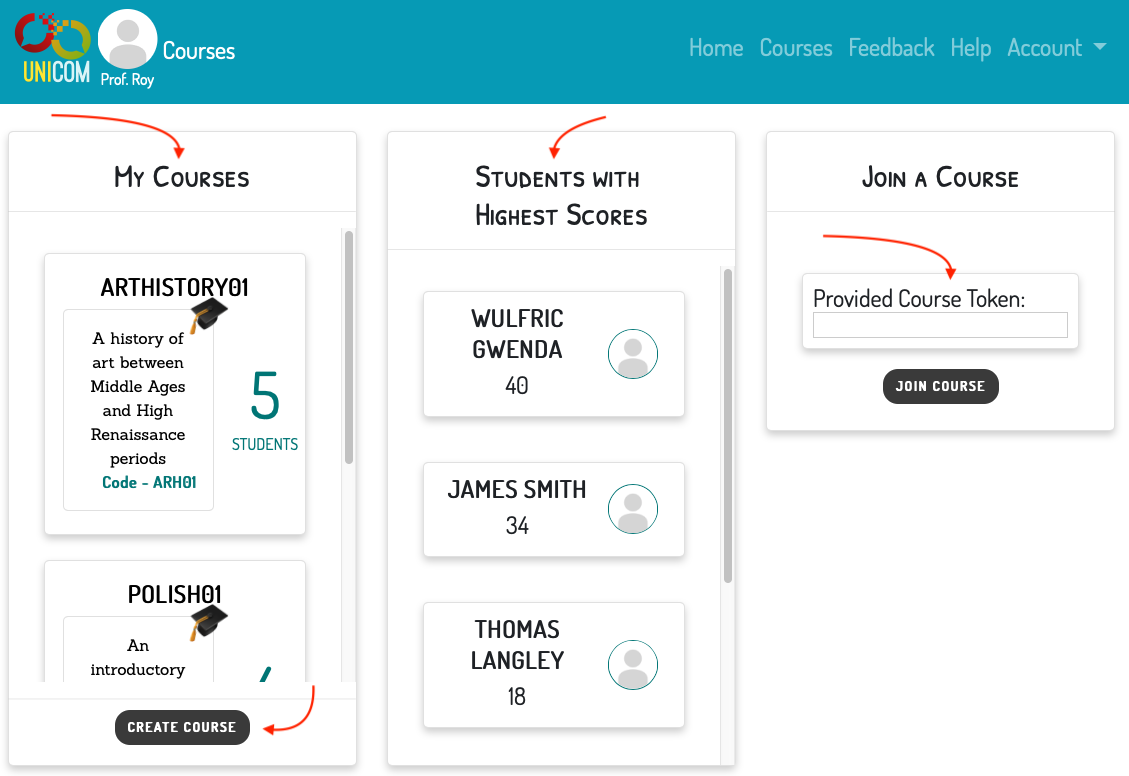 UNICOM
Prof. Roy
Courses
Home Courses Feedback Help Account
My Courses
ARTHISTORY01
A history of
art between
Middle Ages
and High
Renaissance
periods
Code - ARH01
5
STUDENTS
POLISH01
An
introductory
CREATE COURSE
Students with
Highest Scores
WULFRIC
GWENDA
40
JAMES SMITH
34
THOMAS
LANGLEY
18
Join a Course
Provided Course Token:
JOIN COURSE